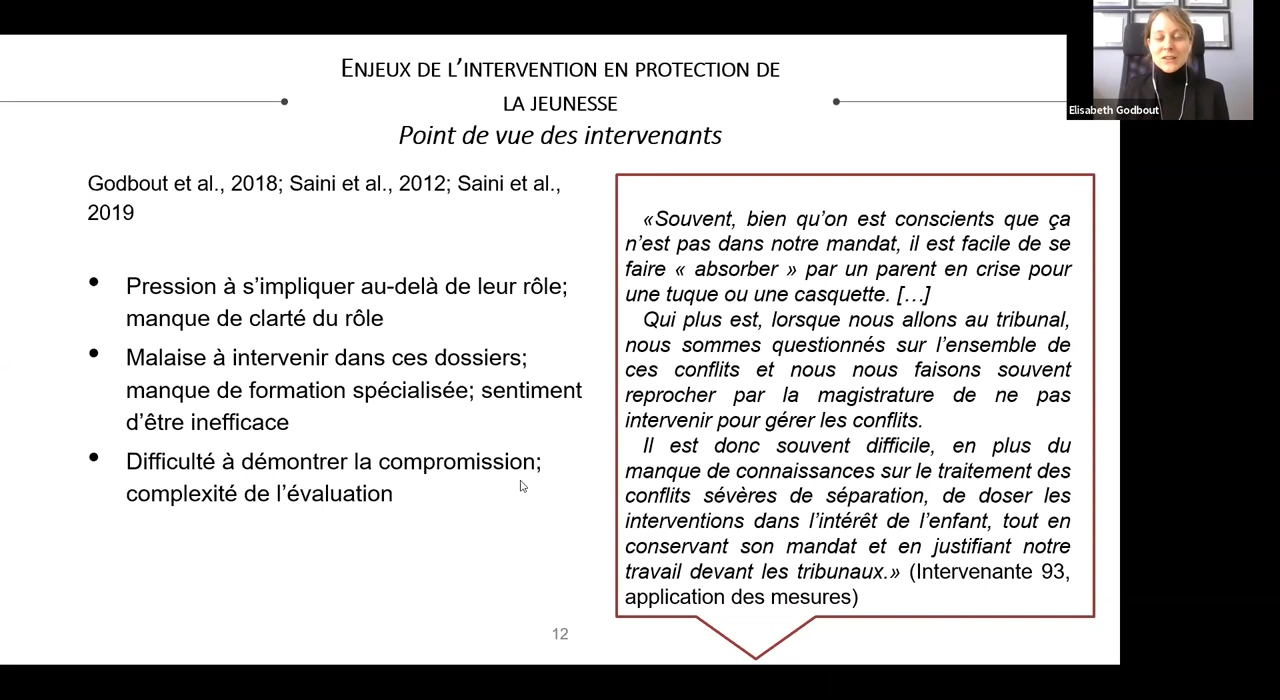 ENJEUX DE L'INTERVENTION EN PROTECTION DE
LA JEUNESSE
Point de vue des intervenants
Elisabeth Godbout
Godbout et al., 2018; Saini et al., 2012; Saini et al.,
2019
• Pression à s'impliquer au-delà de leur rôle;
manque de clarté du rôle
• Malaise à intervenir dans ces dossiers;
manque de formation spécialisée; sentiment
d'être inefficace
• Difficulté à démontrer la compromission;
complexité de l'évaluation
«Souvent, bien qu'on est conscients que ça
n'est pas dans notre mandat, il est facile de se
faire « absorber » par un parent en crise pour
une tuque ou une casquette. […]
Qui plus est, lorsque nous allons au tribunal,
nous sommes questionnés sur l'ensemble de
ces conflits et nous nous faisons souvent
reprocher par la magistrature de ne pas
intervenir pour gérer les conflits.
Il est donc souvent difficile, en plus du
manque de connaissances sur le traitement des
conflits sévères de séparation, de doser les
interventions dans l'intérêt de l'enfant, tout en
conservant son mandat et en justifiant notre
travail devant les tribunaux.» (Intervenante 93,
application des mesures)
12